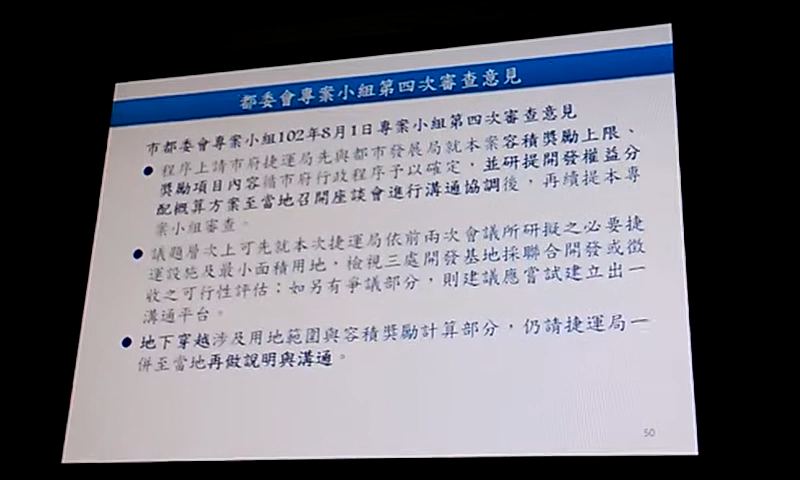 都委會專案小組第四次審查意見
市都委會專案小組102年8月1日專案小組第四次審查意見
● 程序上請市府捷運局先與都市發展局就本案容積獎勵上限、
獎勵項目內容循市府行政程序予以確定，並研提開發權益分
配概算方案至當地召開座談會進行溝通協調後，再續提本專
案小組審查。
● 議題層次上可先就本次捷運局依前兩次會議所研擬之必要捷
運設施及最小面積用地，檢視三處開發基地採聯合開發或徵
收之可行性評估；如另有爭議部分，則建議應嘗試建立出一
溝通平台。
● 地下穿越涉及用地範圍與容積獎勵計算部分，仍請捷運局一
併至當地再做說明與溝通。
50